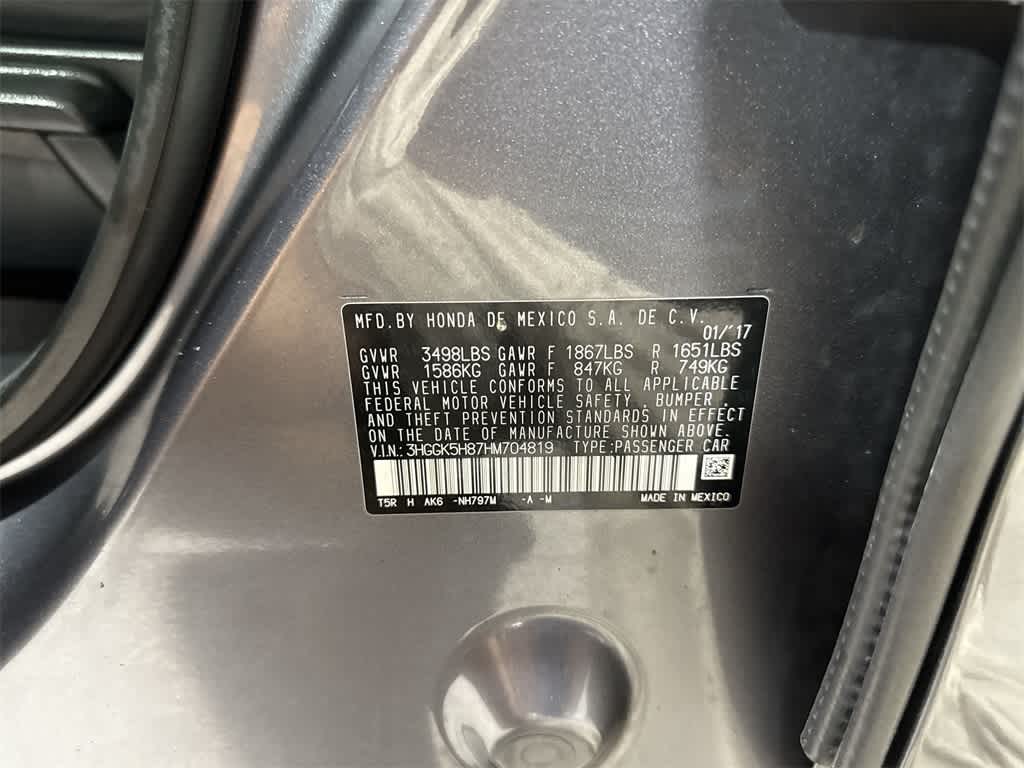 MFD.BY HONDA DE MEXICO S.A. DE C.V.
01/'17
GVWR 3498LBS GAWR F 1867LBS R 1651LBS
GVWR 1586KG GAWR F 847KG R 749KG
THIS VEHICLE CONFORMS TO ALL APPLICABLE
FEDERAL MOTOR VEHICLE SAFETY, BUMPER,
AND THEFT PREVENTION STANDARDS IN EFFECT
ON THE DATE OF MANUFACTURE SHOWN ABOVE.
V.I.N.: 3HGGK5H87HM704819 TYPE:PASSENGER CAR
T5R H AK6 -NH797M -A -M MADE IN MEXICO